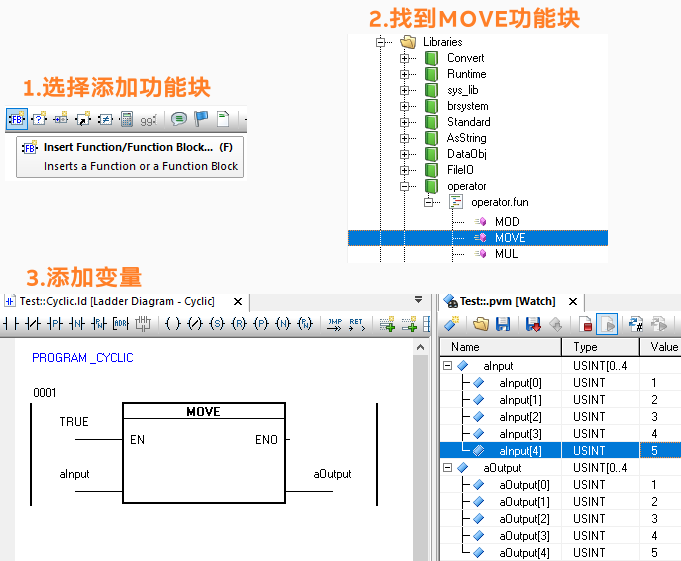 1.选择添加功能块
Insert Function/Function Block... (F)
Inserts a Function or a Function Block
2.找到MOVE功能块
Libraries
Convert
Runtime
sys_lib
brsystem
Standard
AsString
DataObj
FileIO
operator
operator.fun
MOD
MOVE
MUL
3.添加变量
Test::Cyclic.ld [Ladder Diagram - Cyclic]
PROGRAM _CYCLIC
0001
MOVE
TRUE
EN ENO
aInput aOutput
Test::.pvm [Watch]
Name Type Value
aInput USINT[0..4
aInput[0] USINT 1
aInput[1] USINT 2
aInput[2] USINT 3
aInput[3] USINT 4
aInput[4] USINT 5
aOutput USINT[0..4
aOutput[0] USINT 1
aOutput[1] USINT 2
aOutput[2] USINT 3
aOutput[3] USINT 4
aOutput[4] USINT 5